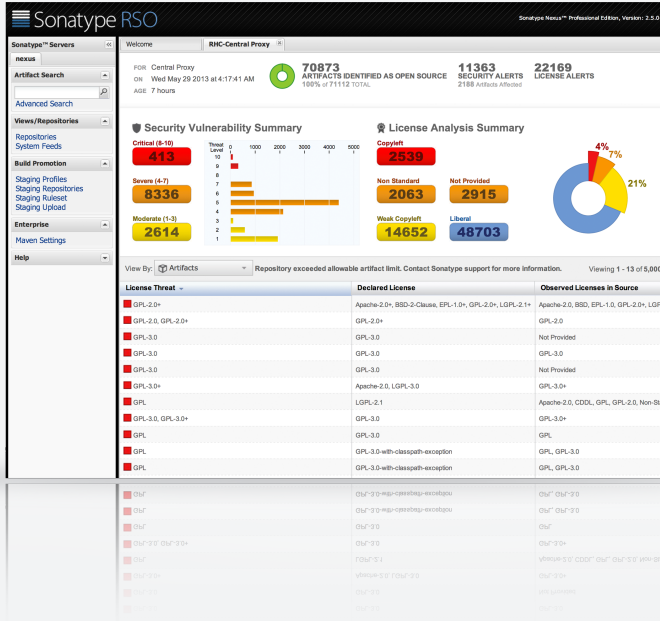 Sonatype RSO
Sonatype Nexus™ Professional Edition, Version: 2.5.0
Sonatype™ Servers
nexus
Artifact Search
Advanced Search
Views/Repositories
Repositories
System Feeds
Build Promotion
Staging Profiles
Staging Repositories
Staging Ruleset
Staging Upload
Enterprise
Maven Settings
Help
Welcome
RHC-Central Proxy
FOR Central Proxy
ON Wed May 29 2013 at 4:17:41 AM
AGE 7 hours
70873
ARTIFACTS IDENTIFIED AS OPEN SOURCE
100% of 71112 TOTAL
11363
SECURITY ALERTS
2188 Artifacts Affected
22169
LICENSE ALERTS
Security Vulnerability Summary
Critical (8-10)
413
Severe (4-7)
8336
Moderate (1-3)
2614
Threat Level
0 1000 2000 3000 4000 5000
10
9
8
7
6
5
4
3
2
1
License Analysis Summary
Copyleft
2539
Non Standard
2063
Not Provided
2915
Weak Copyleft
14652
Liberal
48703
4%
7%
21%
View By: Artifacts
Repository exceeded allowable artifact limit. Contact Sonatype support for more information.
Viewing 1 - 13 of 5,000
License Threat Declared License Observed Licenses in Source
GPL-2.0+ Apache-2.0+, BSD-2-Clause, EPL-1.0+, GPL-2.0+, LGPL-2.1+ Apache-2.0, BSD, EPL-1.0, GPL-2.0+, LGP
GPL-2.0, GPL-2.0+ GPL-2.0+ GPL-2.0
GPL-3.0 GPL-3.0 Not Provided
GPL-3.0 GPL-3.0 GPL-3.0
GPL-3.0 GPL-3.0 Not Provided
GPL-3.0+ Apache-2.0, LGPL-3.0 GPL-3.0+
GPL LGPL-2.1 Apache-2.0, CDDL, GPL, GPL-2.0, Non-St
GPL-3.0, GPL-3.0+ GPL-3.0 GPL-3.0+
GPL GPL-3.0 GPL
GPL GPL-3.0-with-classpath-exception GPL, GPL-3.0
GPL GPL-3.0-with-classpath-exception GPL, GPL-3.0